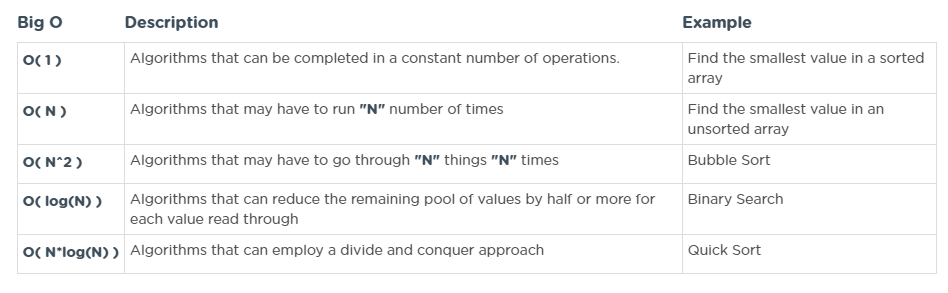 Big O Description Example
O( 1 ) Algorithms that can be completed in a constant number of operations. Find the smallest value in a sorted
array
O( N ) Algorithms that may have to run "N" number of times Find the smallest value in an
unsorted array
O( N^2 ) Algorithms that may have to go through "N" things "N" times Bubble Sort
O( log(N) ) Algorithms that can reduce the remaining pool of values by half or more for Binary Search
each value read through
O( N*log(N) ) Algorithms that can employ a divide and conquer approach Quick Sort